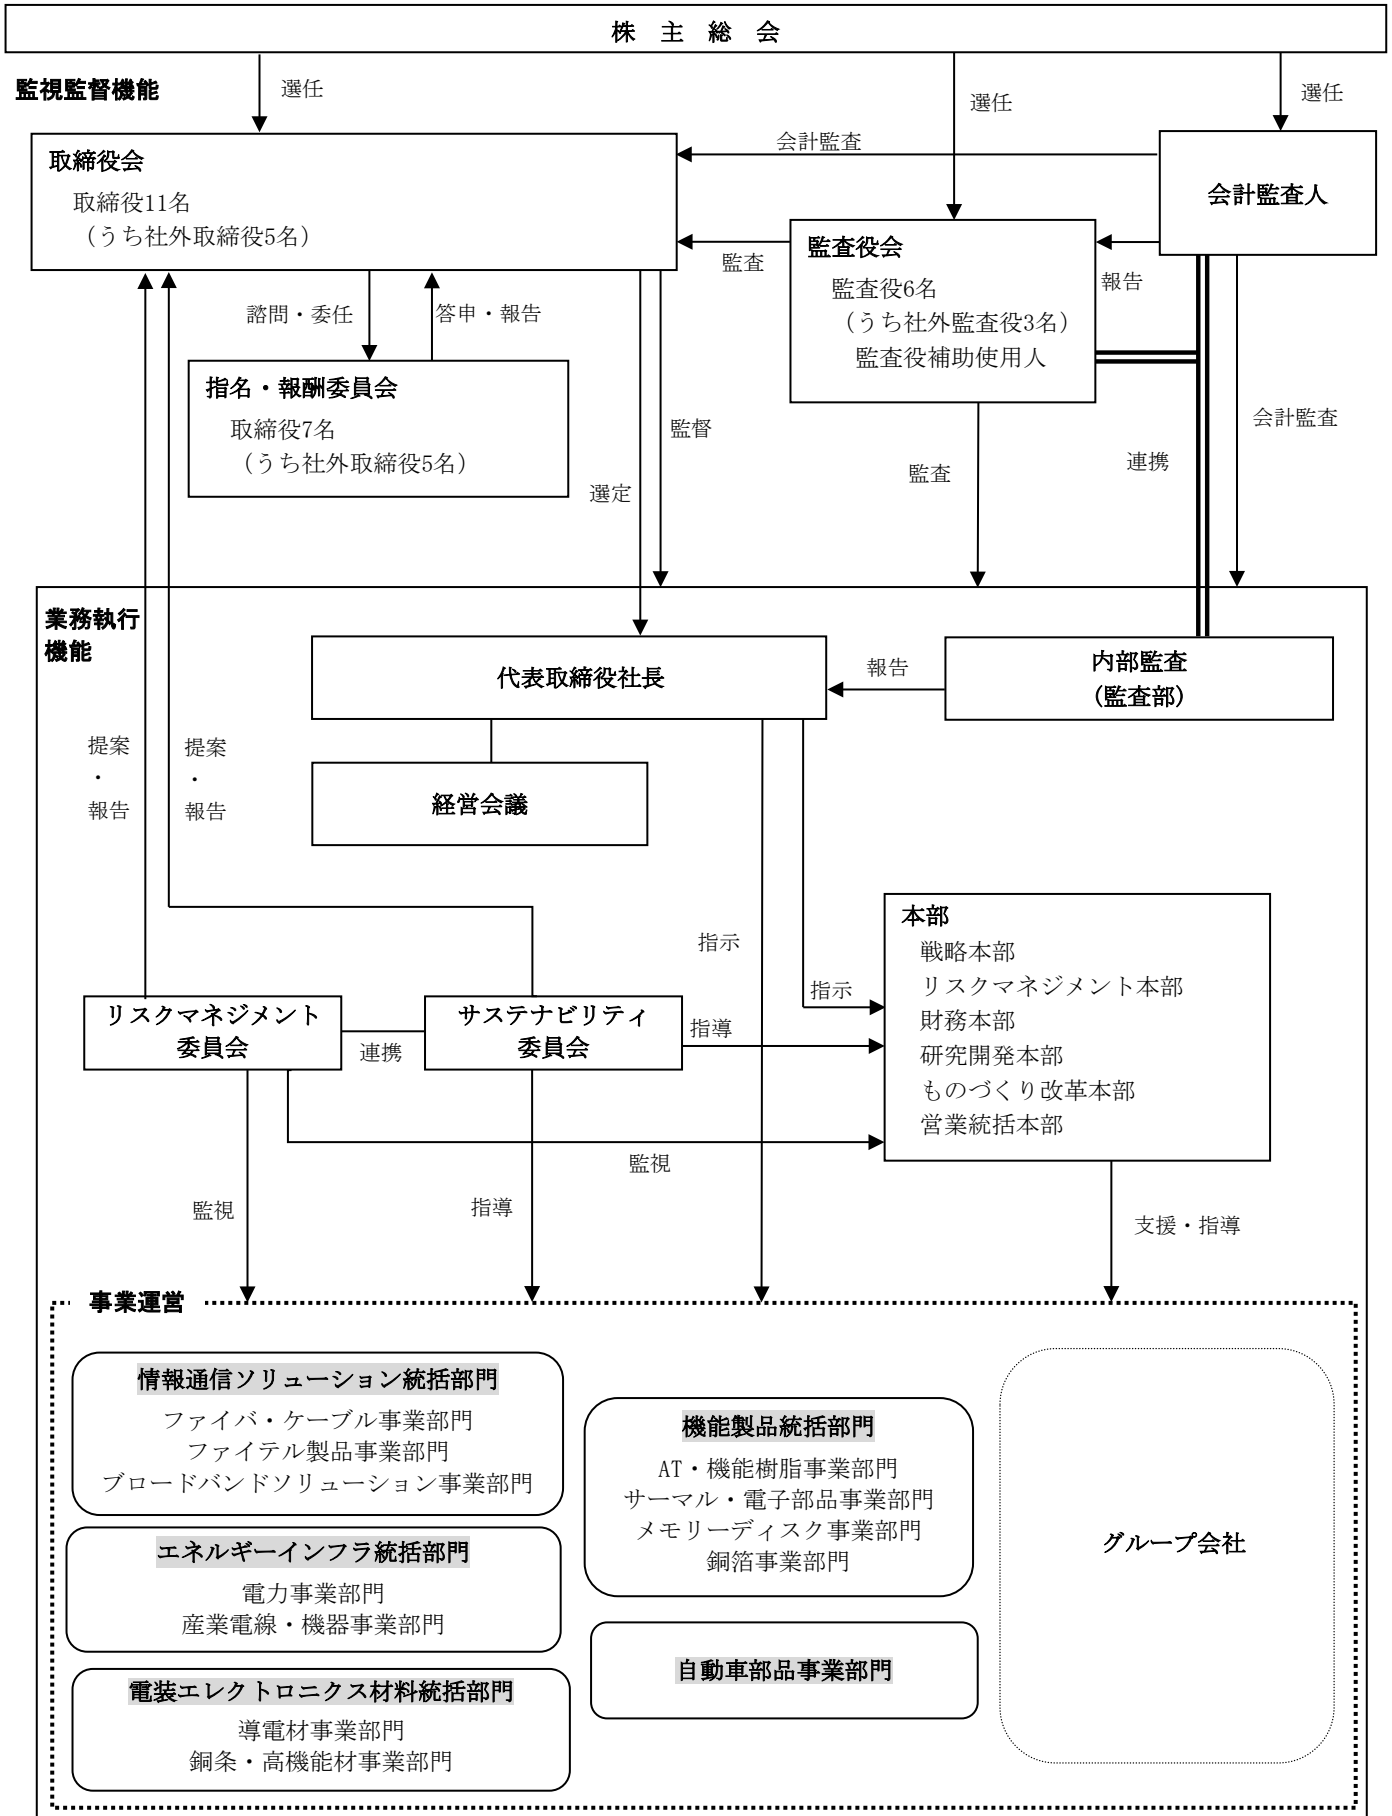 株 主 総 会
監視監督機能
選任
選任
選任
取締役会
取締役11名
（うち社外取締役5名）
会計監査
会計監査人
監査
監査役会
監査役6名
（うち社外監査役3名）
監査役補助使用人
報告
諮問・委任
答申・報告
指名・報酬委員会
取締役7名
（うち社外取締役5名）
監督
選定
監査
連携
会計監査
業務執行
機能
代表取締役社長
報告
内部監査
(監査部)
提案
・
報告
提案
・
報告
経営会議
指示
指示
本部
戦略本部
リスクマネジメント本部
財務本部
研究開発本部
ものづくり改革本部
営業統括本部
リスクマネジメント
委員会
連携
サステナビリティ
委員会
指導
監視
監視
指導
支援・指導
事業運営
情報通信ソリューション統括部門
ファイバ・ケーブル事業部門
ファイテル製品事業部門
ブロードバンドソリューション事業部門
エネルギーインフラ統括部門
電力事業部門
産業電線・機器事業部門
電装エレクトロニクス材料統括部門
導電材事業部門
銅条・高機能材事業部門
機能製品統括部門
AT・機能樹脂事業部門
サーマル・電子部品事業部門
メモリーディスク事業部門
銅箔事業部門
自動車部品事業部門
グループ会社